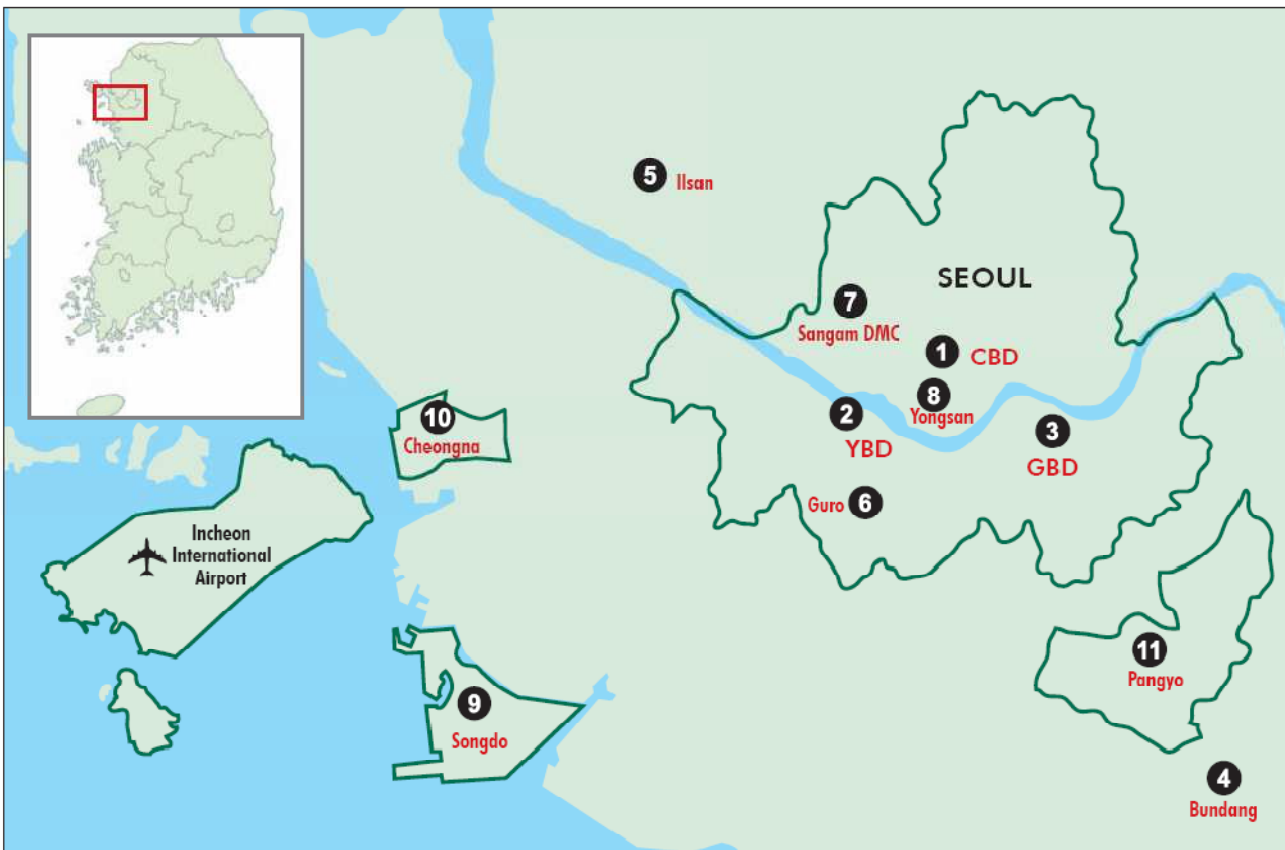 5 Ilsan
SEOUL
7
Sangam DMC
1 CBD
8
Yongsan
2
YBD
3
GBD
10
Cheongna
Guro 6
Incheon
International
Airport
11
Pangyo
9
Songdo
4
Bundang